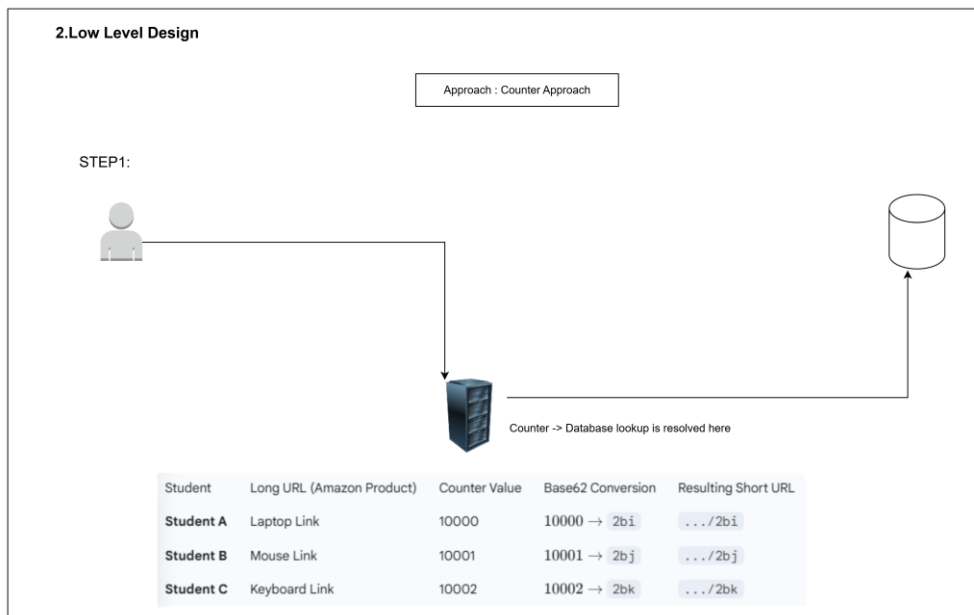 2.Low Level Design
Approach : Counter Approach
STEP1:
Counter -> Database lookup is resolved here
Student Long URL (Amazon Product) Counter Value Base62 Conversion Resulting Short URL
Student A Laptop Link 10000 10000 → 2bi .../2bi
Student B Mouse Link 10001 10001 → 2bj .../2bj
Student C Keyboard Link 10002 10002 → 2bk .../2bk